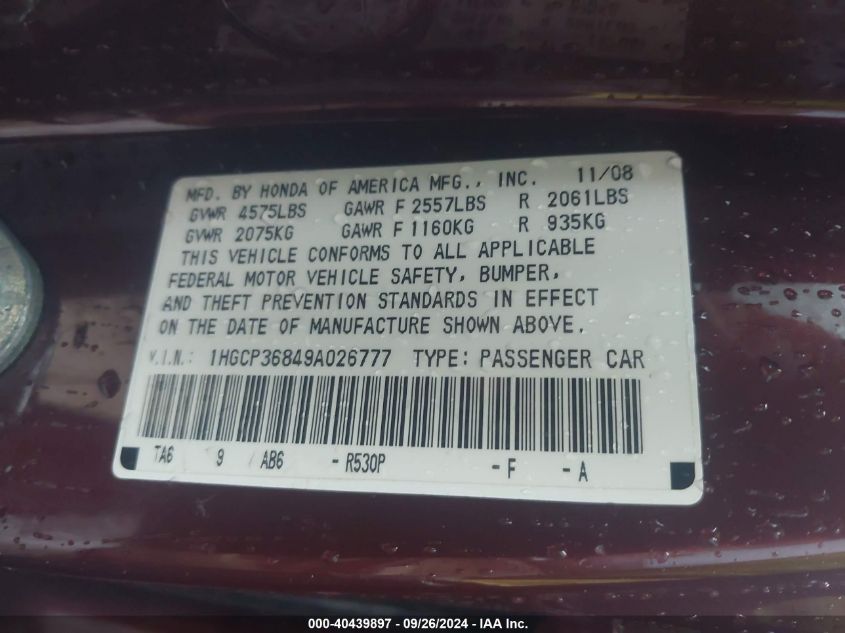 MFD. BY HONDA OF AMERICA MFG., INC. 11/08
GVWR 4575LBS GAWR F 2557LBS R 2061LBS
GVWR 2075KG GAWR F 1160KG R 935KG
THIS VEHICLE CONFORMS TO ALL APPLICABLE
FEDERAL MOTOR VEHICLE SAFETY, BUMPER,
AND THEFT PREVENTION STANDARDS IN EFFECT
ON THE DATE OF MANUFACTURE SHOWN ABOVE.
V.I.N.: 1HGCP36849A026777 TYPE: PASSENGER CAR
TA6 9 AB6 -R530P -F -A
000-40439897 - 09/26/2024 - IAA Inc.